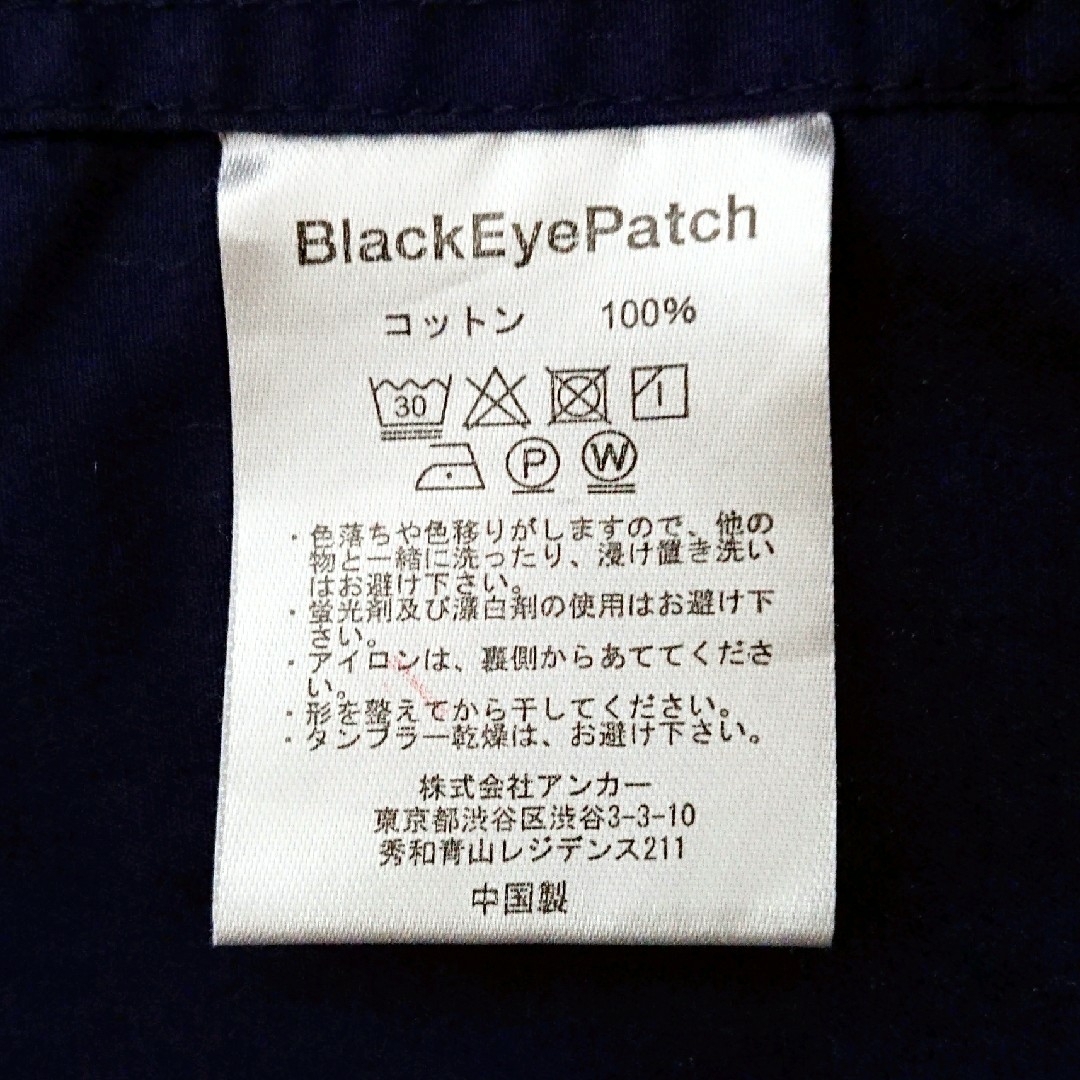 BlackEyePatch
コットン 100%
30
P W
・色落ちや色移りがしますので、他の
物と一緒に洗ったり、浸け置き洗い
はお避け下さい。
・蛍光剤及び漂白剤の使用はお避け下
さい。
・アイロンは、裏側からあててくださ
い。
・形を整えてから干してください。
・タンブラー乾燥は、お避け下さい。
株式会社アンカー
東京都渋谷区渋谷3-3-10
秀和青山レジデンス211
中国製